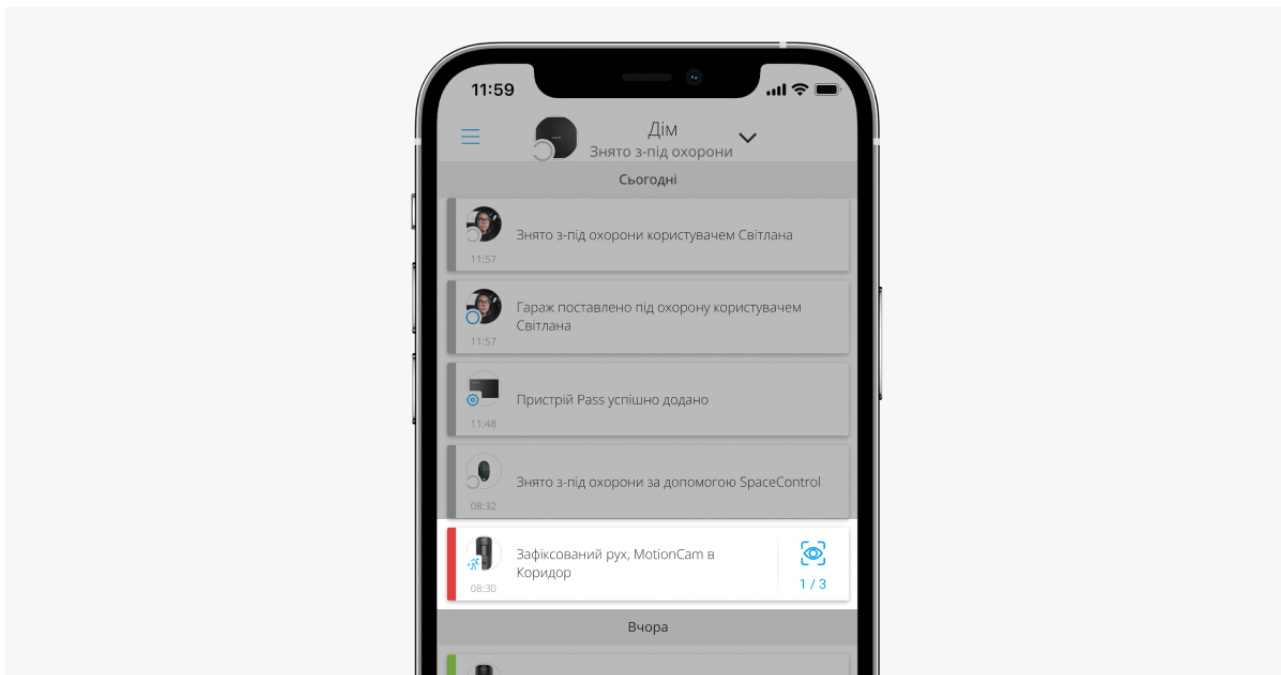 11:59
Дім
Знято з-під охорони
Сьогодні
Знято з-під охорони користувачем Світлана
11:57
Гараж поставлено під охорону користувачем
Світлана
11:57
Пристрій Pass успішно додано
11:48
Знято з-під охорони за допомогою SpaceControl
08:32
Зафіксований рух, MotionCam в
Коридор
1 / 3
08:30
Вчора